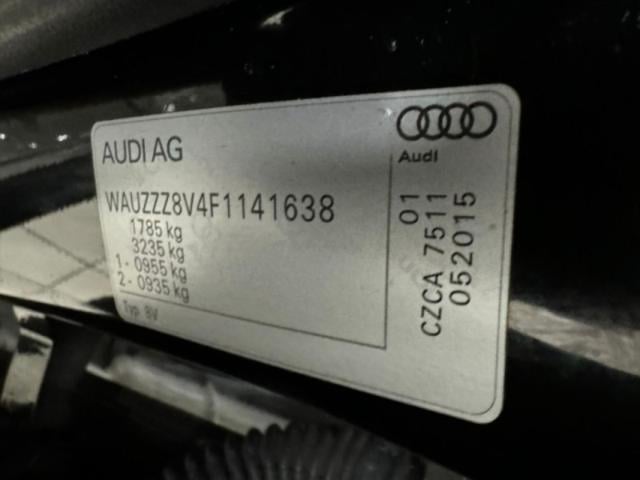 AUDI AG
WAUZZZ8V4F1141638
1785 kg
3235 kg
1 - 0955 kg
2 - 0935 kg
Typ 8V
Audi
01
CZCA 7511
052015